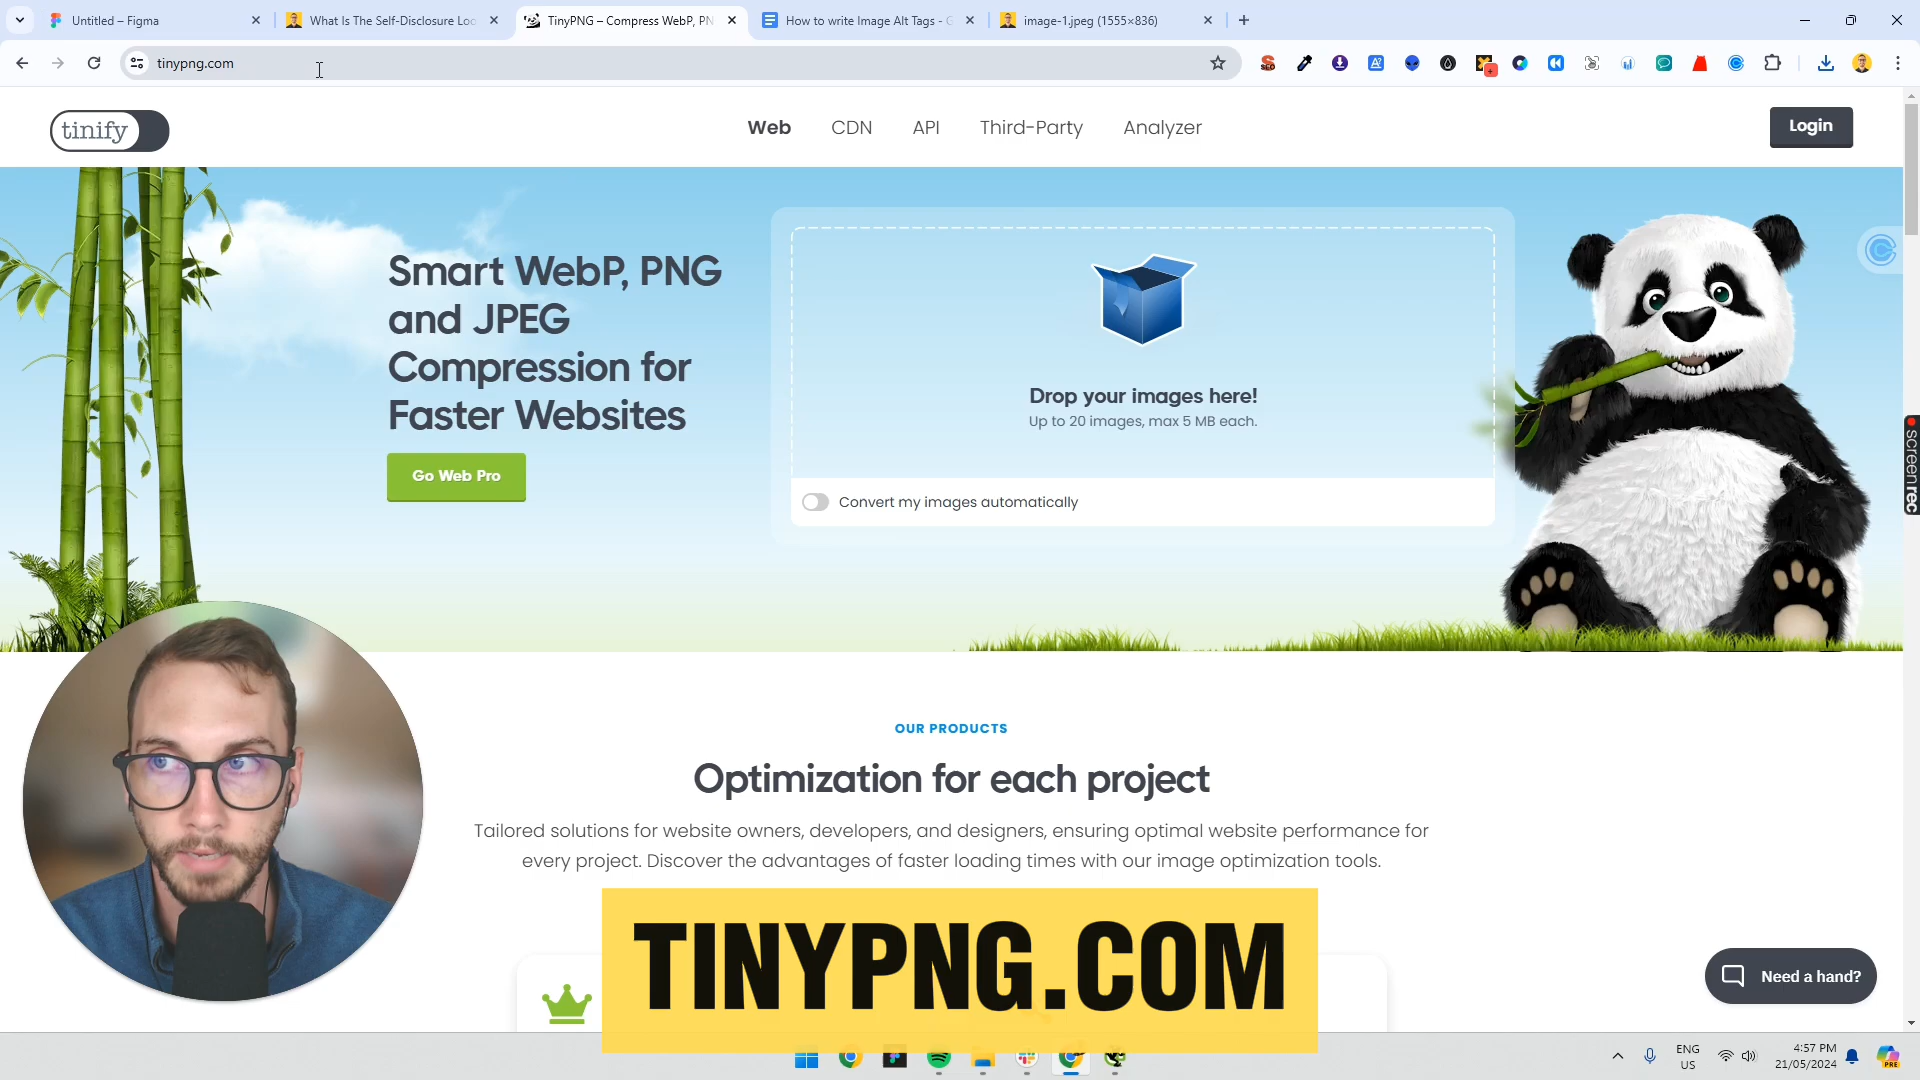 Untitled – Figma
What Is The Self-Disclosure Loo
TinyPNG – Compress WebP, PN
How to write Image Alt Tags - G
image-1.jpeg (1555×836)
tinypng.com
tinify
Web
CDN
API
Third-Party
Analyzer
Login
Smart WebP, PNG
and JPEG
Compression for
Faster Websites
Go Web Pro
Drop your images here!
Up to 20 images, max 5 MB each.
Convert my images automatically
screenrec
OUR PRODUCTS
Optimization for each project
Tailored solutions for website owners, developers, and designers, ensuring optimal website performance for
every project. Discover the advantages of faster loading times with our image optimization tools.
TINYPNG.COM
Need a hand?
ENG
US
4:57 PM
21/05/2024
PRE